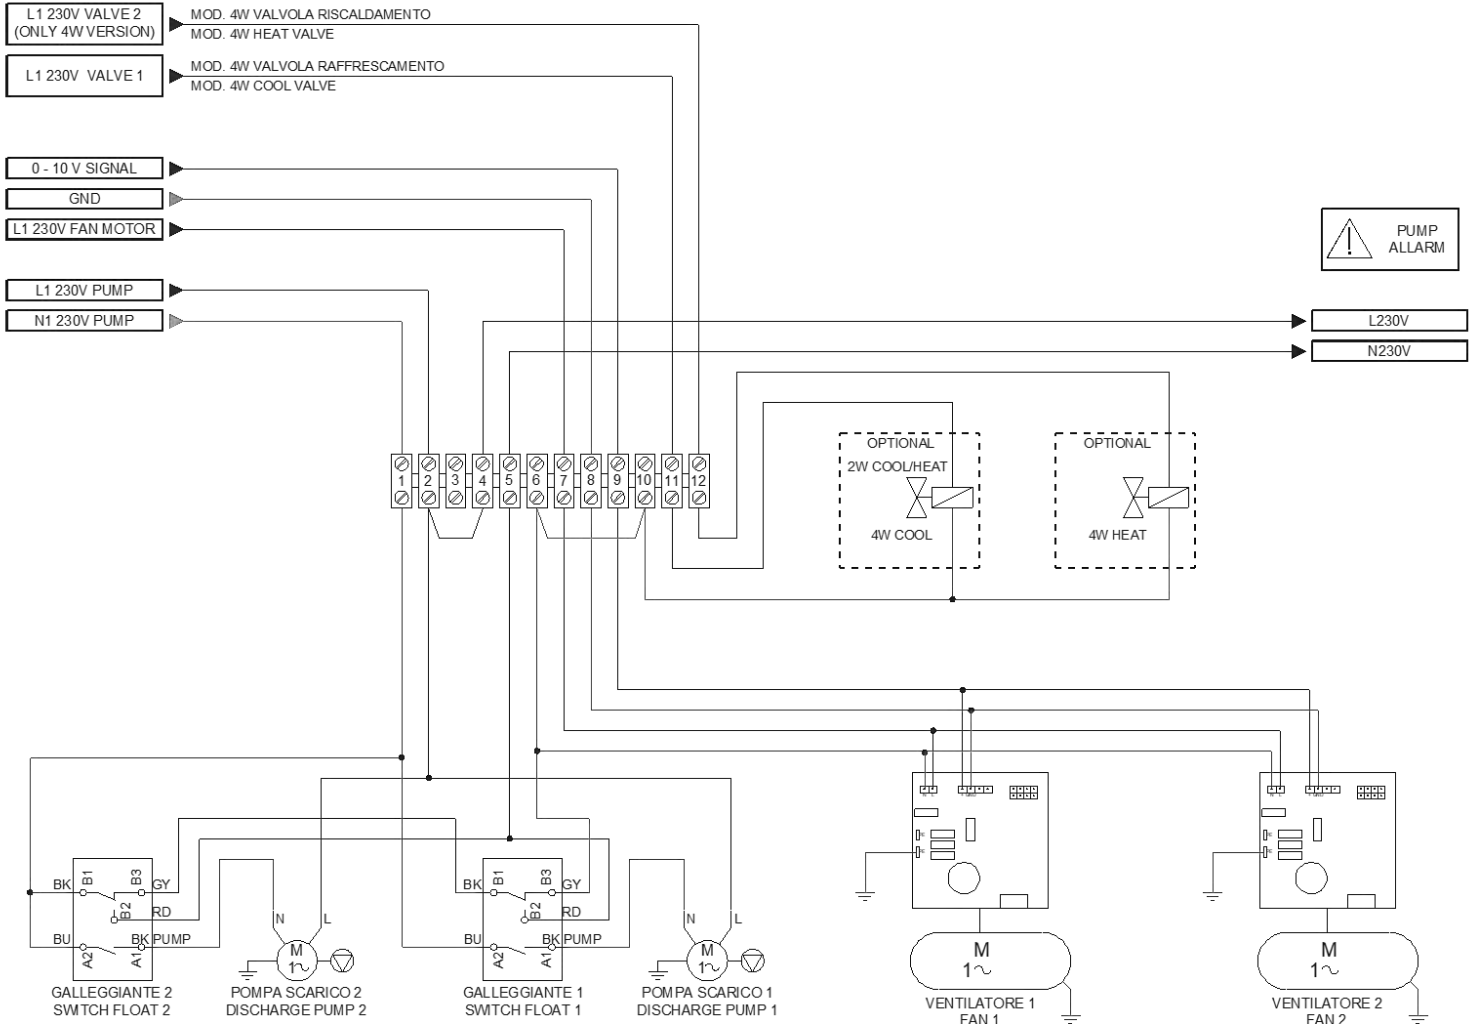 L1 230V VALVE 2
(ONLY 4W VERSION)
MOD. 4W VALVOLA RISCALDAMENTO
MOD. 4W HEAT VALVE
L1 230V VALVE 1
MOD. 4W VALVOLA RAFFRESCAMENTO
MOD. 4W COOL VALVE
0 - 10 V SIGNAL
GND
L1 230V FAN MOTOR
L1 230V PUMP
N1 230V PUMP
PUMP
ALLARM
L230V
N230V
1 2 3 4 5 6 7 8 9 10 11 12
OPTIONAL
2W COOL/HEAT
4W COOL
OPTIONAL
4W HEAT
BK B1 B3 GY
B2 RD
BU A2 BK A1 PUMP
GALLEGGIANTE 2
SWITCH FLOAT 2
N L
M
1~
POMPA SCARICO 2
DISCHARGE PUMP 2
BK B1 B3 GY
B2 RD
BU A2 BK A1 PUMP
GALLEGGIANTE 1
SWITCH FLOAT 1
N L
M
1~
POMPA SCARICO 1
DISCHARGE PUMP 1
N L
M
1~
VENTILATORE 1
FAN 1
N L
M
1~
VENTILATORE 2
FAN 2